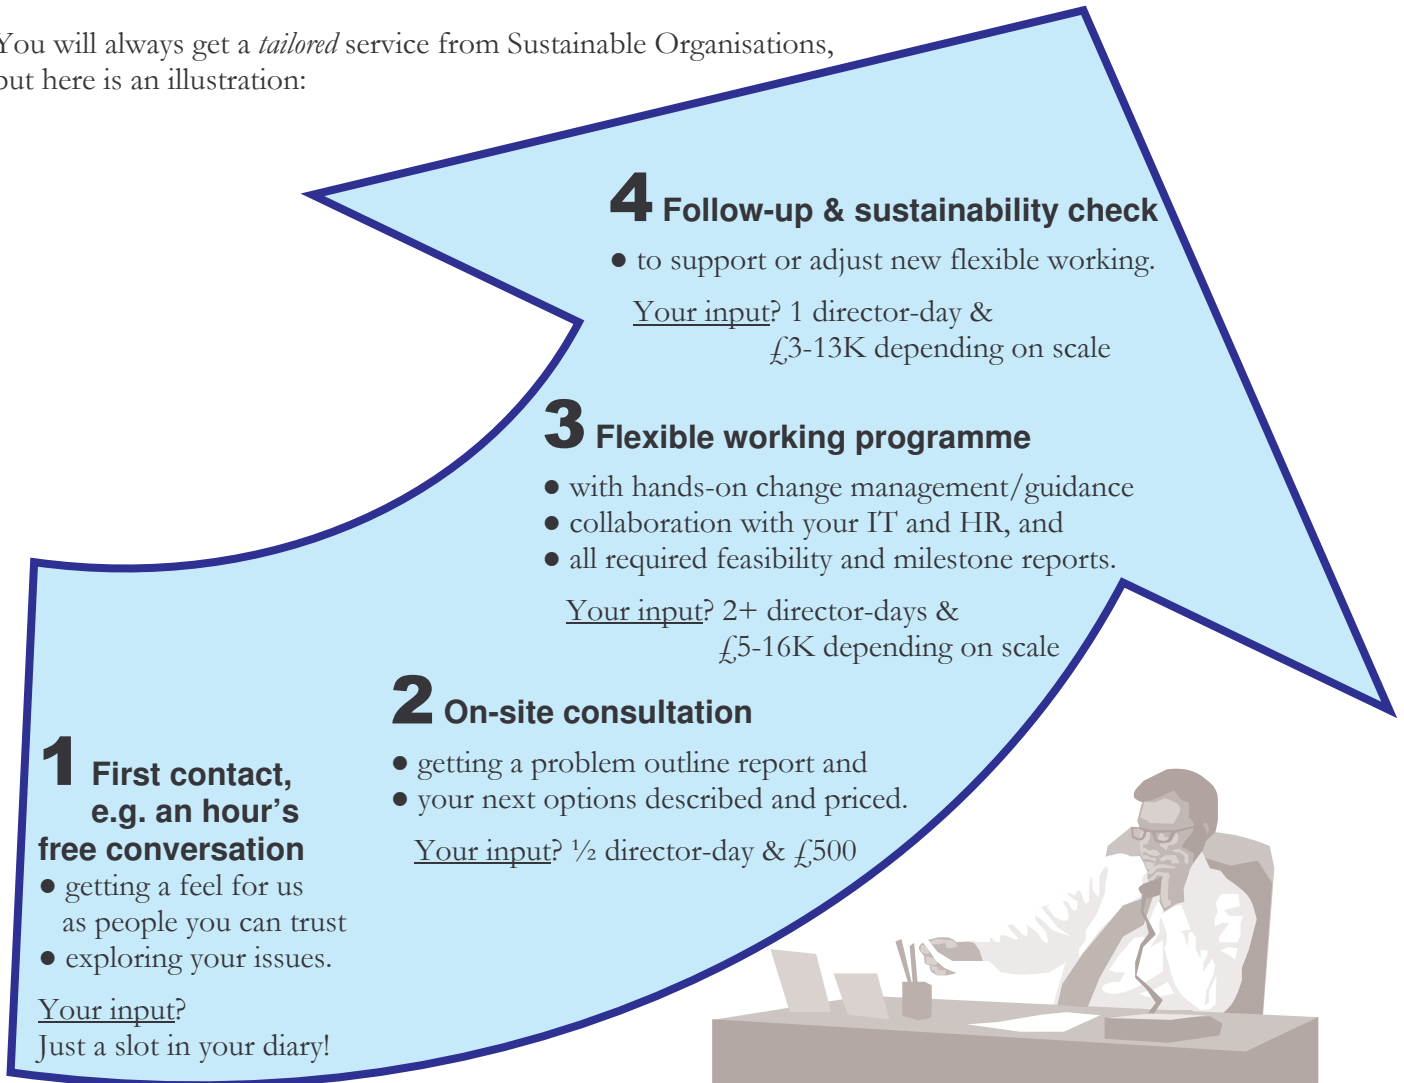 You will always get a tailored service from Sustainable Organisations,
but here is an illustration:
4 Follow-up & sustainability check
● to support or adjust new flexible working.
Your input? 1 director-day &
£3-13K depending on scale
3 Flexible working programme
● with hands-on change management/guidance
● collaboration with your IT and HR, and
● all required feasibility and milestone reports.
Your input? 2+ director-days &
£5-16K depending on scale
2 On-site consultation
● getting a problem outline report and
● your next options described and priced.
Your input? ½ director-day & £500
1 First contact,
e.g. an hour's
free conversation
● getting a feel for us
as people you can trust
● exploring your issues.
Your input?
Just a slot in your diary!